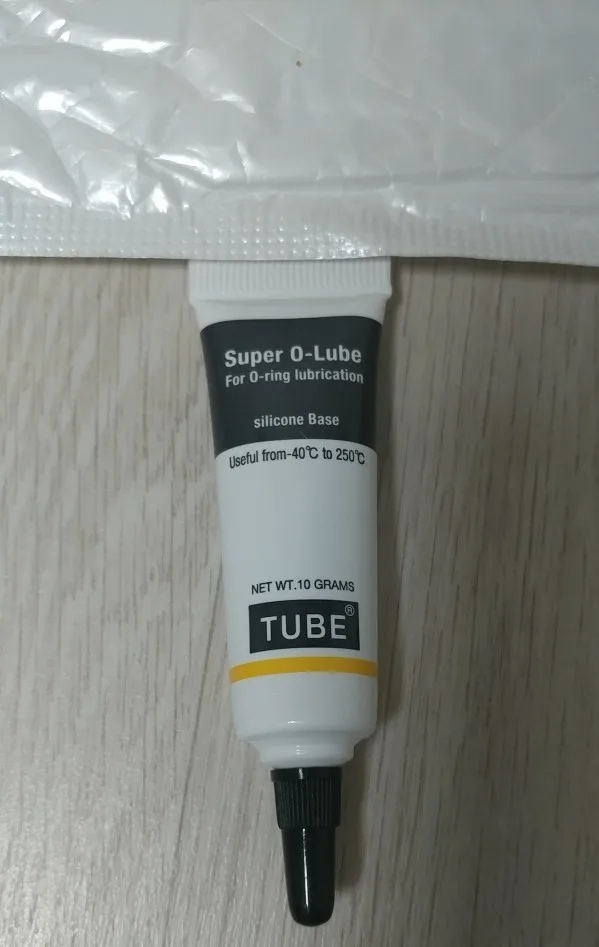 Super O-Lube
For O-ring lubrication
silicone Base
Useful from-40℃ to 250℃
NET WT.10 GRAMS
TUBE®